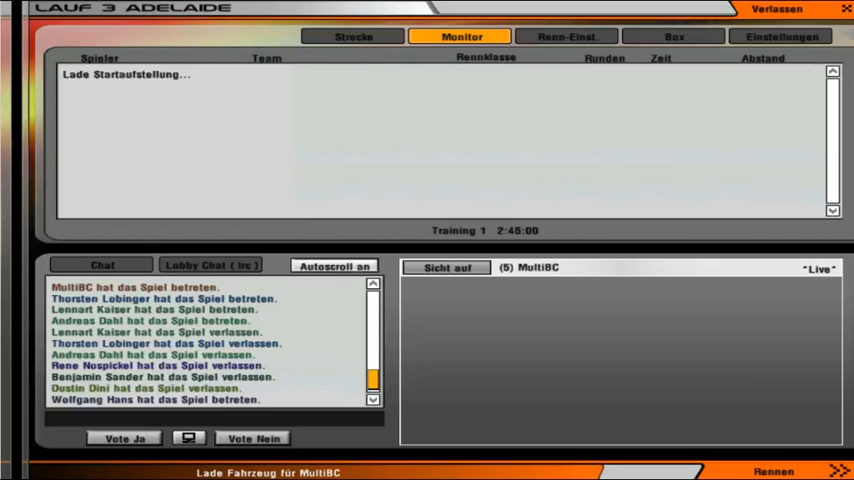 LAUF 3 ADELAIDE
Verlassen
Strecke Monitor Renn-Einst. Box Einstellungen
Spieler Team Rennklasse Runden Zeit Abstand
Lade Startaufstellung...
Training 1 2:45:00
Chat Lobby Chat ( irc ) Autoscroll an
Sicht auf (5) MultiBC "Live"
MultiBC hat das Spiel betreten.
Thorsten Lobinger hat das Spiel betreten.
Lennart Kaiser hat das Spiel betreten.
Andreas Dahl hat das Spiel betreten.
Lennart Kaiser hat das Spiel verlassen.
Thorsten Lobinger hat das Spiel verlassen.
Andreas Dahl hat das Spiel verlassen.
Rene Nospickel hat das Spiel verlassen.
Benjamin Sander hat das Spiel verlassen.
Dustin Dini hat das Spiel verlassen.
Wolfgang Hans hat das Spiel betreten.
Vote Ja Vote Nein
Lade Fahrzeug für MultiBC
Rennen